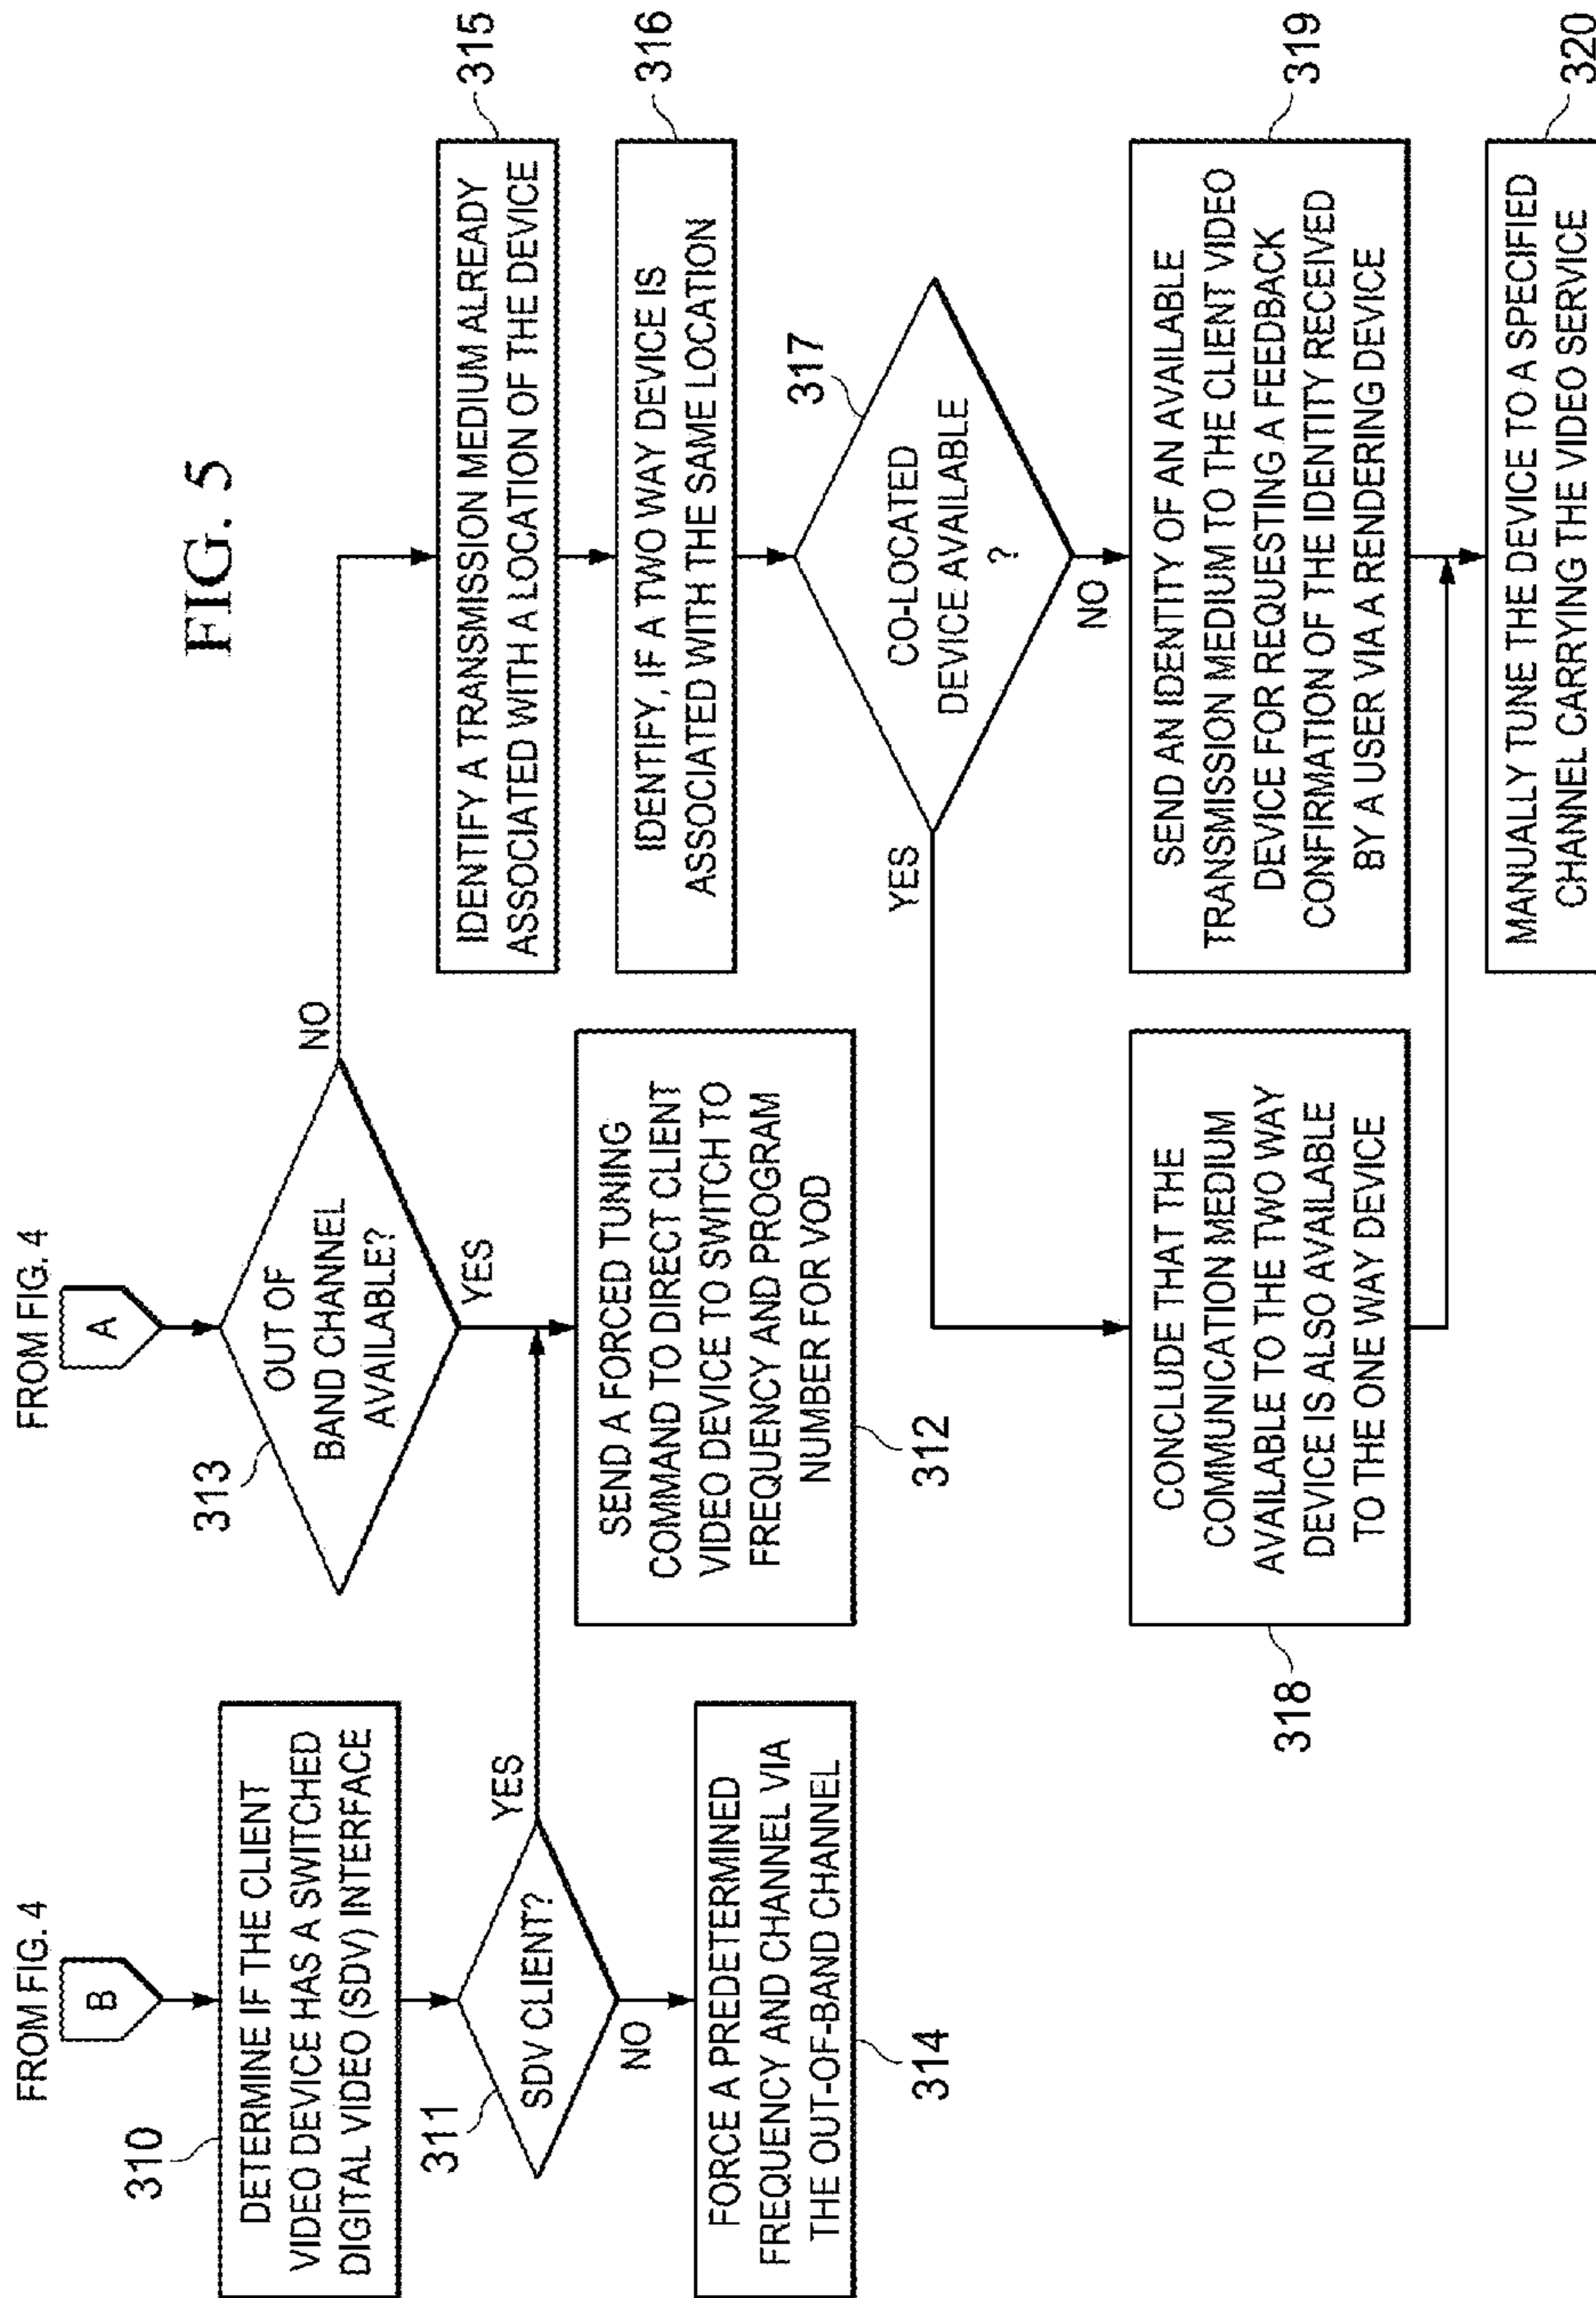 FIG. 5
FROM FIG. 4
B
310
DETERMINE IF THE CLIENT
VIDEO DEVICE HAS A SWITCHED
DIGITAL VIDEO (SDV) INTERFACE
311
SDV CLIENT?
YES
NO
FORCE A PREDETERMINED
FREQUENCY AND CHANNEL VIA
THE OUT-OF-BAND CHANNEL
314
FROM FIG. 4
A
313
OUT OF
BAND CHANNEL
AVAILABLE?
NO
YES
SEND A FORCED TUNING
COMMAND TO DIRECT CLIENT
VIDEO DEVICE TO SWITCH TO
FREQUENCY AND PROGRAM
NUMBER FOR VOD
312
IDENTIFY A TRANSMISSION MEDIUM ALREADY
ASSOCIATED WITH A LOCATION OF THE DEVICE
315
IDENTIFY, IF A TWO WAY DEVICE IS
ASSOCIATED WITH THE SAME LOCATION
316
317
CO-LOCATED
DEVICE AVAILABLE
?
YES
NO
CONCLUDE THAT THE
COMMUNICATION MEDIUM
AVAILABLE TO THE TWO WAY
DEVICE IS ALSO AVAILABLE
TO THE ONE WAY DEVICE
318
SEND AN IDENTITY OF AN AVAILABLE
TRANSMISSION MEDIUM TO THE CLIENT VIDEO
DEVICE FOR REQUESTING A FEEDBACK
CONFIRMATION OF THE IDENTITY RECEIVED
BY A USER VIA A RENDERING DEVICE
319
MANUALLY TUNE THE DEVICE TO A SPECIFIED
CHANNEL CARRYING THE VIDEO SERVICE
320